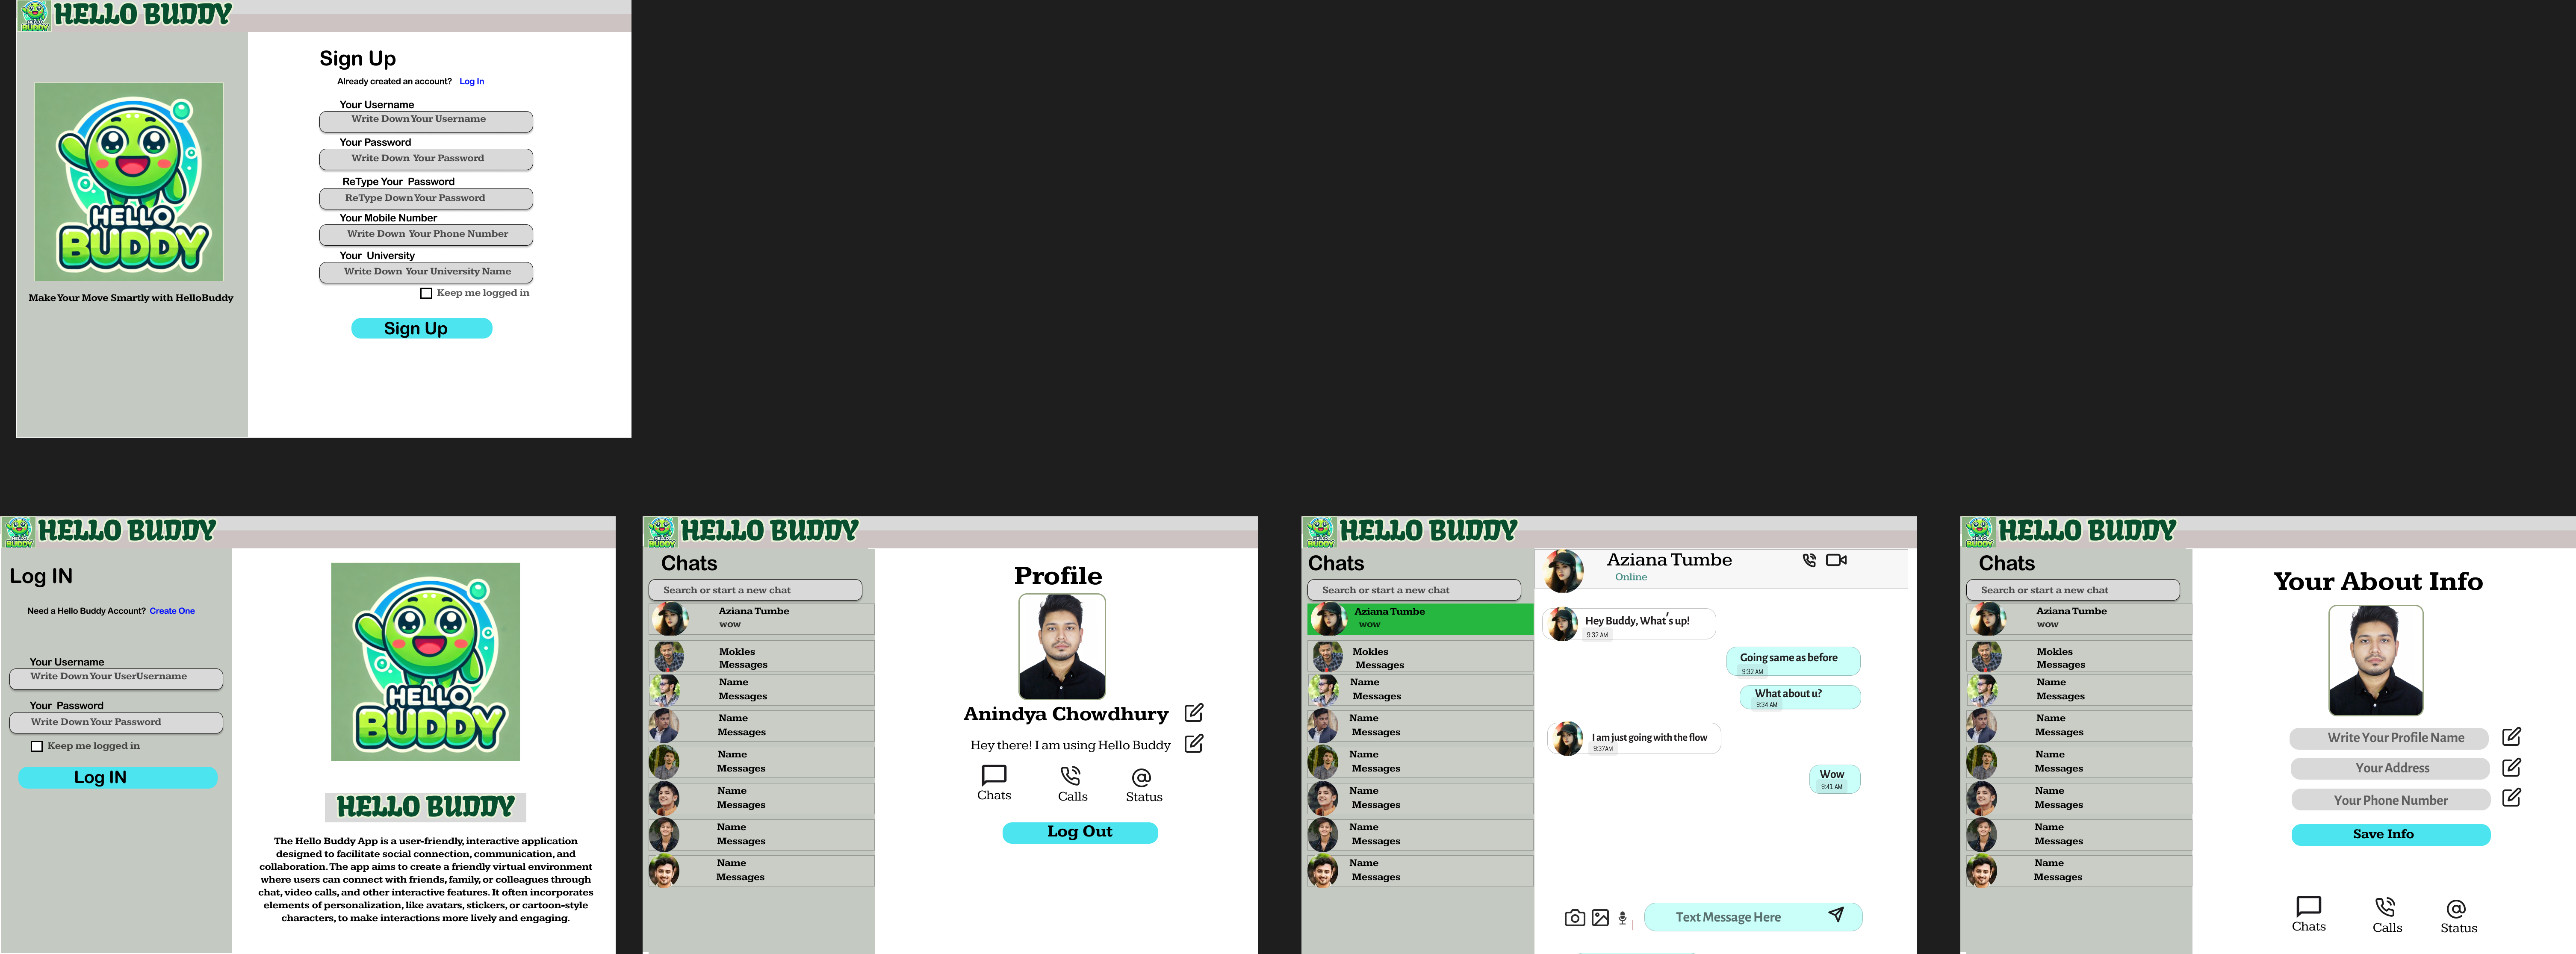 HELLO BUDDY
HELLO
BUDDY
Make Your Move Smartly with HelloBuddy
Sign Up
Already created an account? Log In
Your Username
Write Down Your Username
Your Password
Write Down Your Password
ReType Your Password
ReType Down Your Password
Your Mobile Number
Write Down Your Phone Number
Your University
Write Down Your University Name
Keep me logged in
Sign Up
HELLO BUDDY
Log IN
Need a Hello Buddy Account? Create One
Your Username
Write Down Your UserUsername
Your Password
Write Down Your Password
Keep me logged in
Log IN
HELLO
BUDDY
HELLO BUDDY
The Hello Buddy App is a user-friendly, interactive application
designed to facilitate social connection, communication, and
collaboration. The app aims to create a friendly virtual environment
where users can connect with friends, family, or colleagues through
chat, video calls, and other interactive features. It often incorporates
elements of personalization, like avatars, stickers, or cartoon-style
characters, to make interactions more lively and engaging.
HELLO BUDDY
Chats
Search or start a new chat
Aziana Tumbe
wow
Mokles
Messages
Name
Messages
Name
Messages
Name
Messages
Name
Messages
Name
Messages
Name
Messages
Profile
Anindya Chowdhury
Hey there! I am using Hello Buddy
Chats Calls Status
Log Out
HELLO BUDDY
Chats
Search or start a new chat
Aziana Tumbe
wow
Mokles
Messages
Name
Messages
Name
Messages
Name
Messages
Name
Messages
Name
Messages
Name
Messages
Aziana Tumbe
Online
Hey Buddy, What's up!
9:32 AM
Going same as before
9:32 AM
What about u?
9:34 AM
I am just going with the flow
9:37AM
Wow
9:41 AM
Text Message Here
HELLO BUDDY
Chats
Search or start a new chat
Aziana Tumbe
wow
Mokles
Messages
Name
Messages
Name
Messages
Name
Messages
Name
Messages
Name
Messages
Name
Messages
Your About Info
Write Your Profile Name
Your Address
Your Phone Number
Save Info
Chats Calls Status